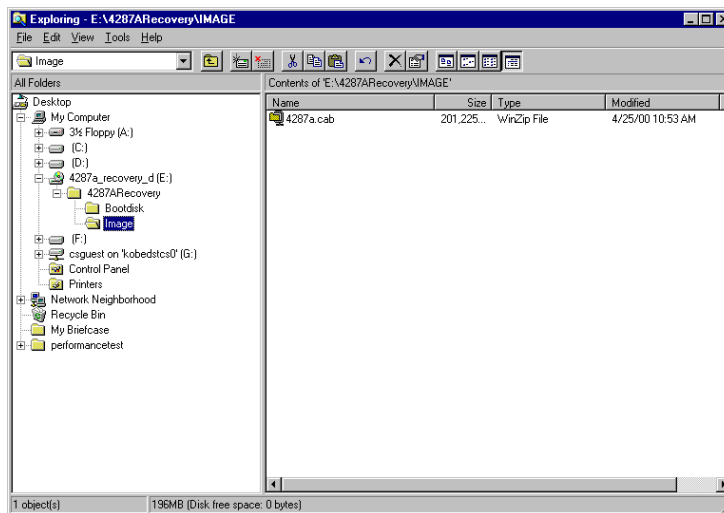 Exploring - E:\4287ARecovery\IMAGE
File Edit View Tools Help
Image
All Folders
Contents of 'E:\4287ARecovery\IMAGE'
Name Size Type Modified
4287a.cab 201,225... WinZip File 4/25/00 10:53 AM
Desktop
My Computer
3½ Floppy (A:)
(C:)
(D:)
4287a_recovery_d (E:)
4287ARecovery
Bootdisk
Image
(F:)
csguest on 'kobedstcs0' (G:)
Control Panel
Printers
Network Neighborhood
Recycle Bin
My Briefcase
performancetest
1 object(s)
196MB (Disk free space: 0 bytes)